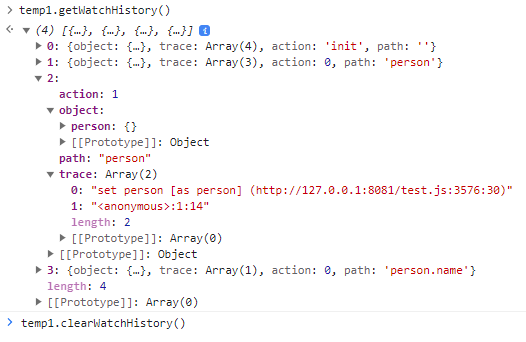 temp1.getWatchHistory()
(4) [{…}, {…}, {…}, {…}] i
0: {object: {…}, trace: Array(4), action: 'init', path: ''}
1: {object: {…}, trace: Array(3), action: 0, path: 'person'}
2:
action: 1
object:
person: {}
[[Prototype]]: Object
path: "person"
trace: Array(2)
0: "set person [as person] (http://127.0.0.1:8081/test.js:3576:30)"
1: "<anonymous>:1:14"
length: 2
[[Prototype]]: Array(0)
[[Prototype]]: Object
3: {object: {…}, trace: Array(1), action: 0, path: 'person.name'}
length: 4
[[Prototype]]: Array(0)
temp1.clearWatchHistory()